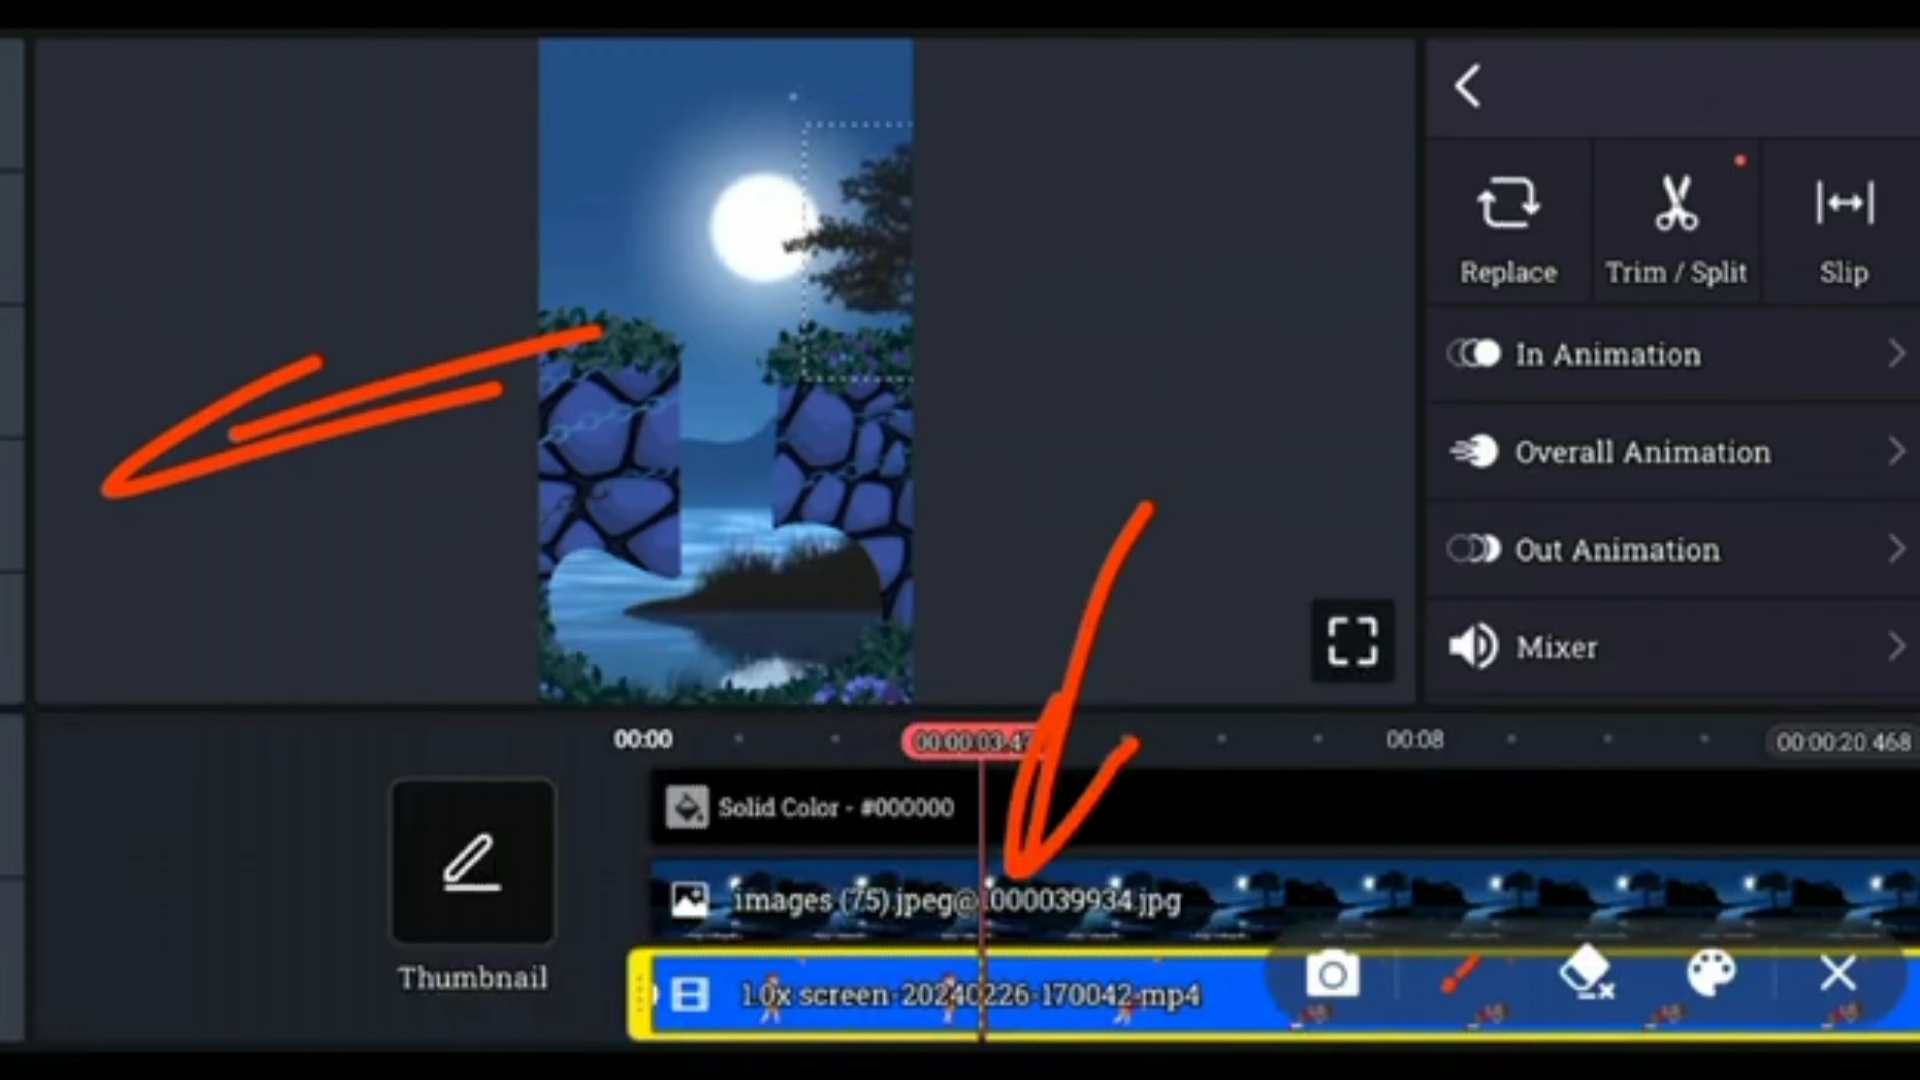 Replace
Trim / Split
Slip
In Animation
Overall Animation
Out Animation
Mixer
00:00
00:08
00:00:20.468
Solid Color - #000000
images (75).jpeg@1000039934.jpg
Thumbnail
1.0x screen-20240226-170042.mp4